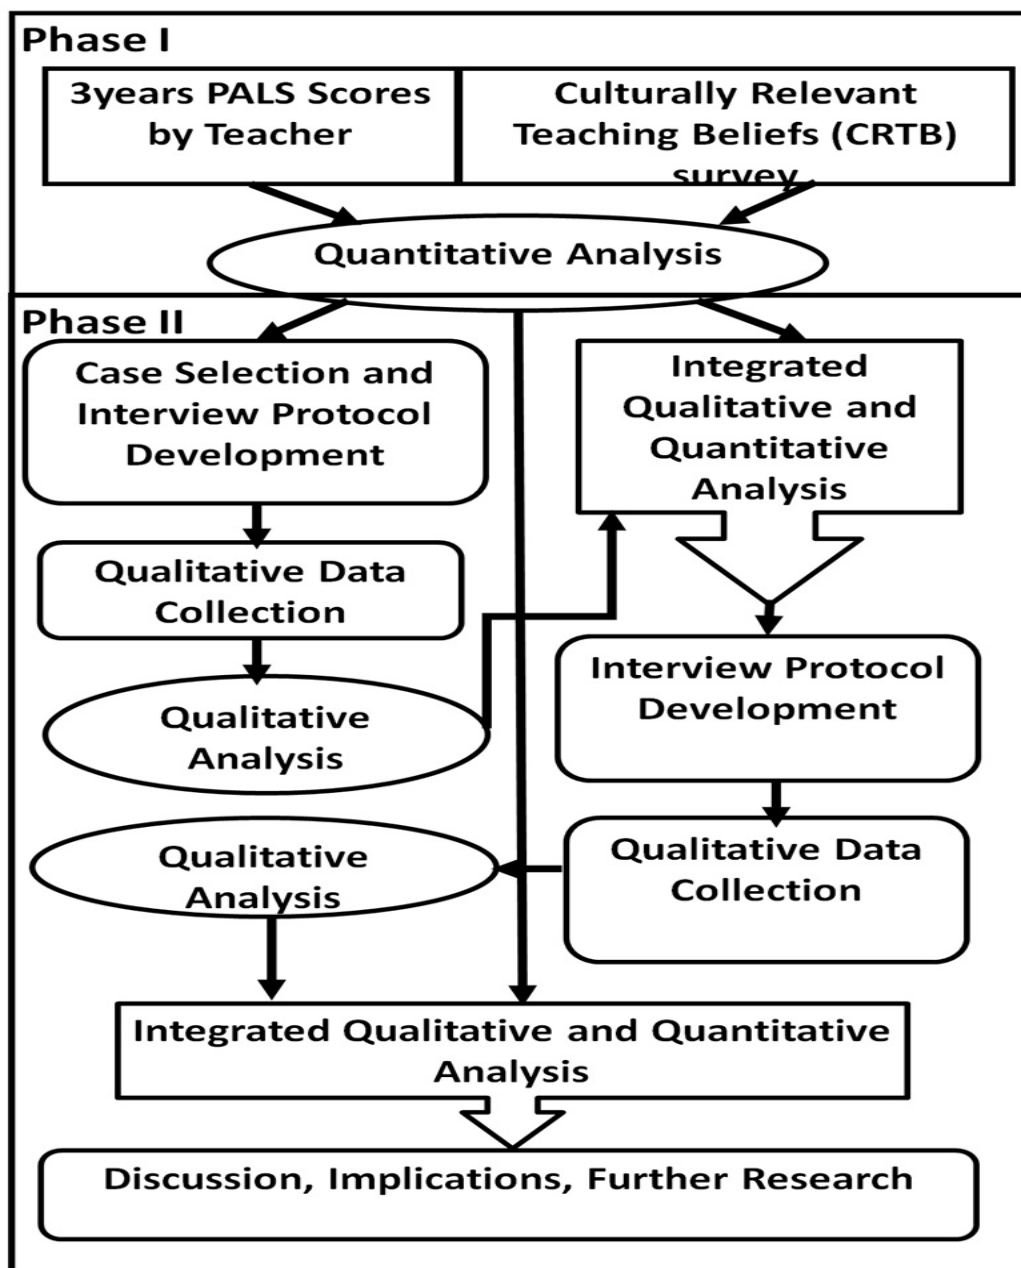 Phase I
3years PALS Scores
by Teacher
Culturally Relevant
Teaching Beliefs (CRTB)
survey
Quantitative Analysis
Phase II
Case Selection and
Interview Protocol
Development
Integrated
Qualitative and
Quantitative
Analysis
Qualitative Data
Collection
Qualitative
Analysis
Interview Protocol
Development
Qualitative Data
Collection
Qualitative
Analysis
Integrated Qualitative and Quantitative
Analysis
Discussion, Implications, Further Research